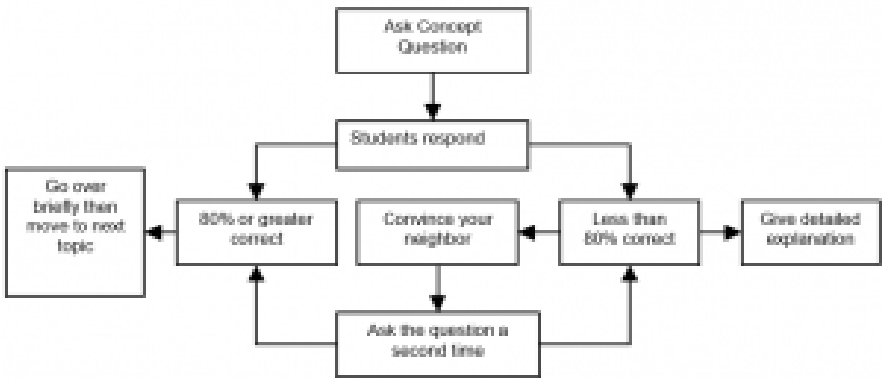 Ask Concept
Question
Students respond
Go over
briefly then
move to next
topic
80% or greater
correct
Convince your
neighbor
Less than
80% correct
Give detailed
explanation
Ask the question a
second time